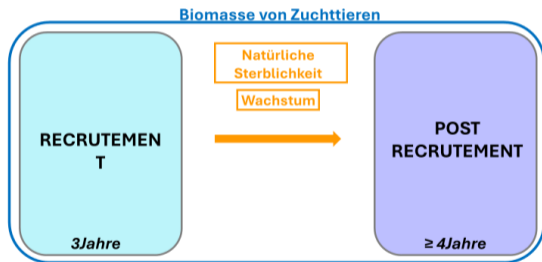 Biomasse von Zuchttieren
Natürliche
Sterblichkeit
Wachstum
RECRUTEMEN
T
3Jahre
POST
RECRUTEMENT
≥ 4Jahre